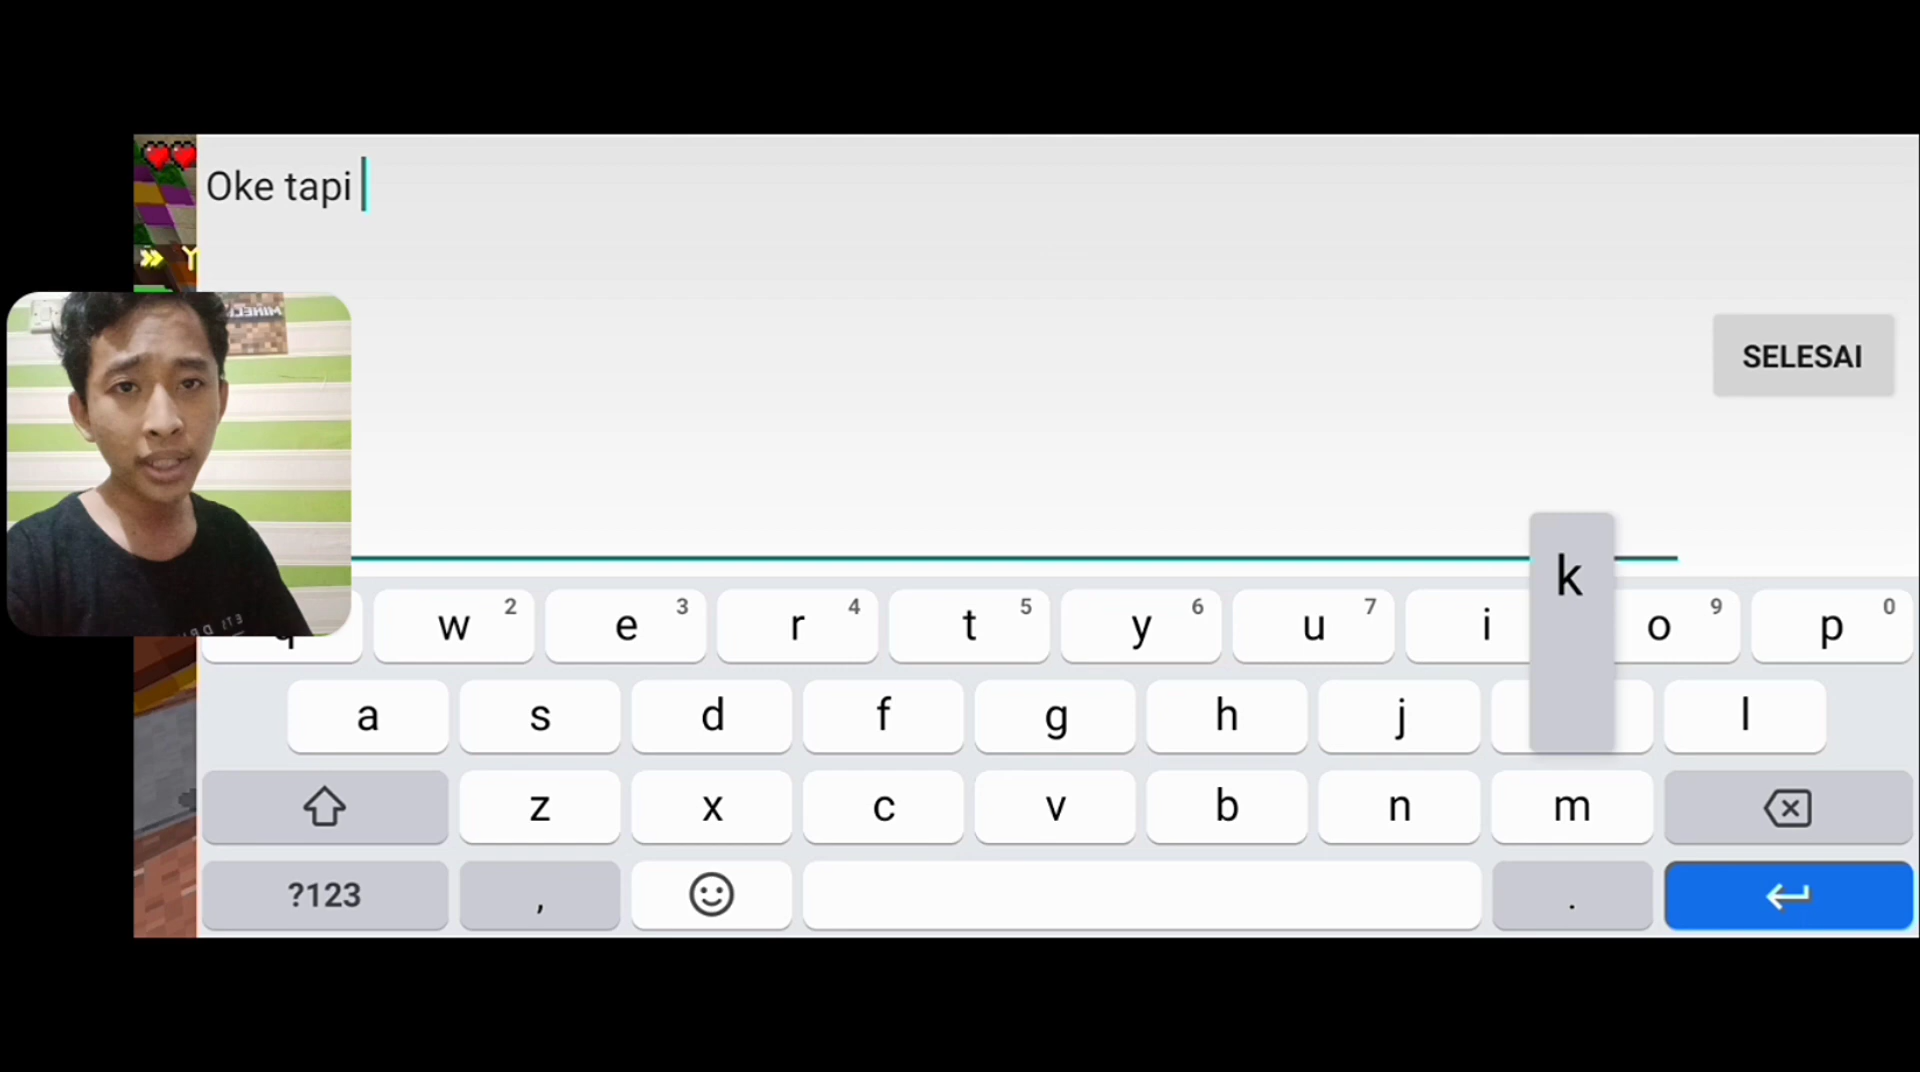 Oke tapi
» Y
SELESAI
k
w 2 e 3 r 4 t 5 y 6 u 7 i o 9 p 0
a s d f g h j l
z x c v b n m
?123 , .